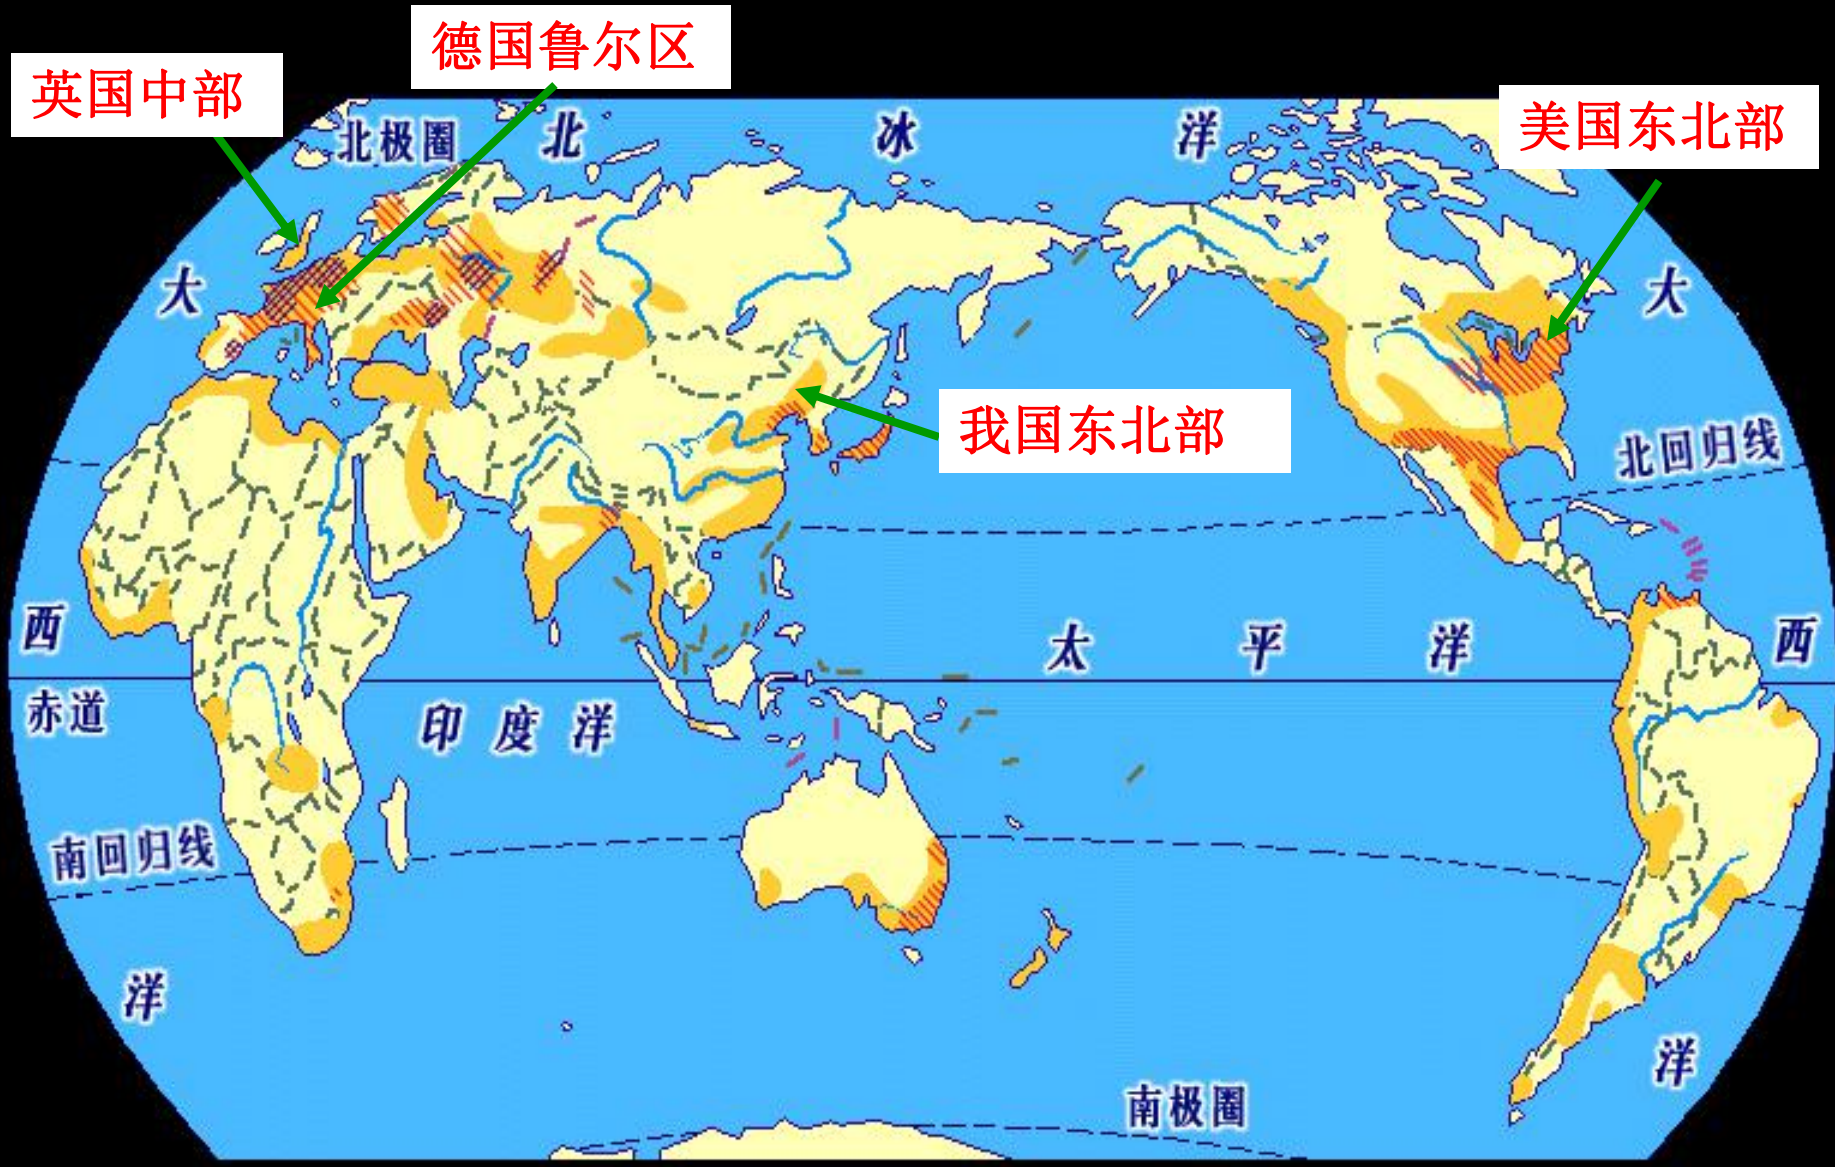 德国鲁尔区
英国中部
美国东北部
北极圈
北 冰 洋
大
大
我国东北部
北回归线
西
太 平 洋
西
赤道
印 度 洋
南回归线
洋
洋
南极圈